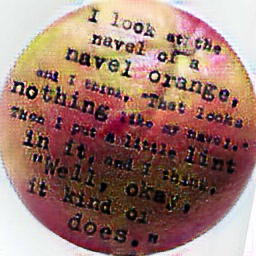 I look at the
navel of a
navel orange,
and I think, "That looks
nothing like my navel."
Then I put a little lint
in it, and I think,
"Well, okay,
it kind of
does."